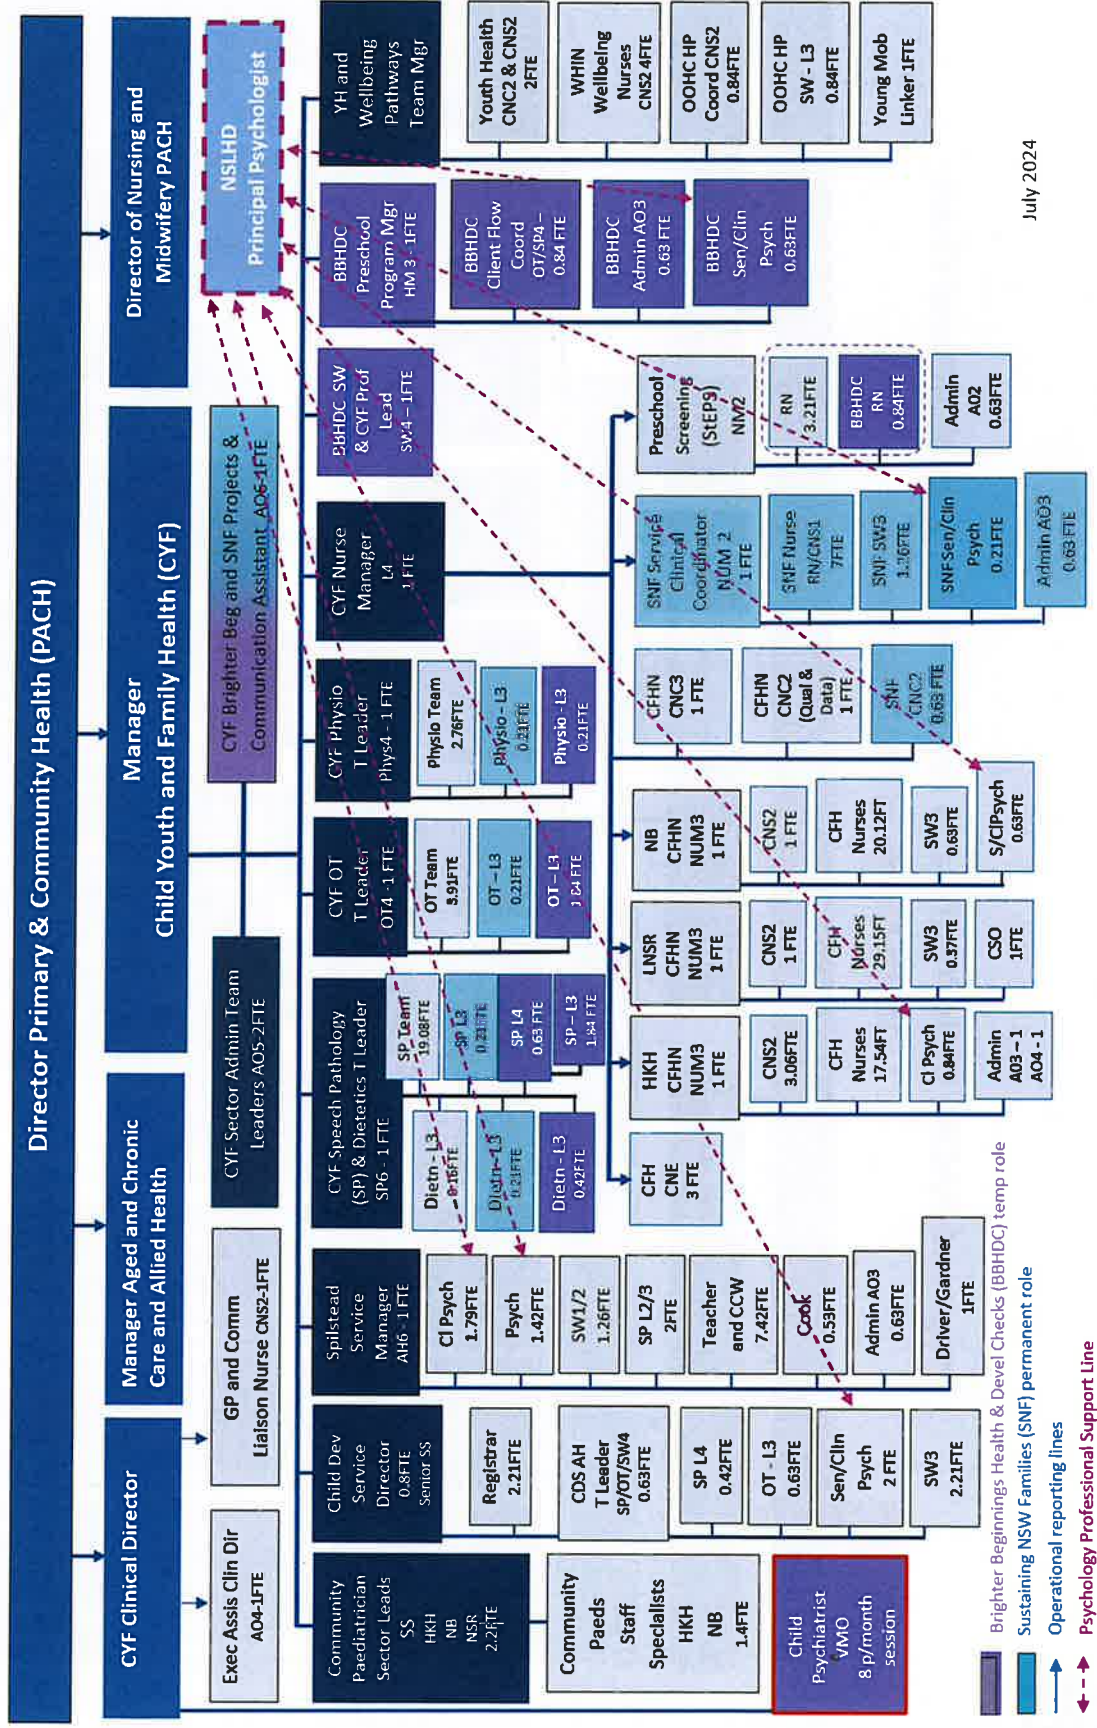 Director Primary & Community Health (PACH)
CYF Clinical Director
Manager Aged and Chronic
Care and Allied Health
Manager
Child Youth and Family Health (CYF)
Director of Nursing and
Midwifery PACH
Exec Assis Clin Dir
AO4-1FTE
GP and Comm
Liaison Nurse CNS2-1FTE
CYF Sector Admin Team
Leaders AO5-2FTE
CYF Brighter Beg and SNF Projects &
Communication Assistant AO6-1FTE
NSLHD
Principal Psychologist
Community
Paediatrician
Sector Leads
SS
HKH
NB
NSR
2.2FTE
Community
Paeds
Staff
Specialists
HKH
NB
1.4FTE
Child
Psychiatrist
VMO
8 p/month
session
Child Dev
Service
Director
0.8FTE
Senior SS
Registrar
2.21FTE
CDS AH
T Leader
SP/OT/SW4
0.63FTE
SP L4
0.42FTE
OT - L3
0.63FTE
Sen/Clin
Psych
2 FTE
SW3
2.21FTE
Spilstead
Service
Manager
AH6 - 1 FTE
Cl Psych
1.79FTE
Psych
1.42FTE
SW1/2
1.26FTE
SP L2/3
2FTE
Teacher
and CCW
7.42FTE
Cook
0.53FTE
Admin AO3
0.63FTE
Driver/Gardner
1FTE
CYF Speech Pathology
(SP) & Dietetics T Leader
SP6 - 1 FTE
Dietn - L3
0.16FTE
Dietn - L3
0.21FTE
Dietn - L3
0.42FTE
SP Team
19.08FTE
SP L3
0.21FTE
SP L4
0.63 FTE
SP – L3
1.84 FTE
CYF OT
T Leader
OT4 -1 FTE
OT Team
3.91FTE
OT – L3
0.21FTE
OT – L3
1.84 FTE
CYF Physio
T Leader
Phys4 - 1 FTE
Physio Team
2.76FTE
Physio - L3
0.21FTE
Physio - L3
0.21FTE
CYF Nurse
Manager
L4
1 FTE
BBHDC SW
& CYF Prof
Lead
SW4 – 1FTE
BBHDC
Preschool
Program Mgr
HM 3 - 1FTE
BBHDC
Client Flow
Coord
OT/SP4 –
0.84 FTE
BBHDC
Admin AO3
0.63 FTE
BBHDC
Sen/Clin
Psych
0.63FTE
YH and
Wellbeing
Pathways
Team Mgr
Youth Health
CNC2 & CNS2
2FTE
WHIN
Wellbeing
Nurses
CNS2 4FTE
OOHC HP
Coord CNS2
0.84FTE
OOHC HP
SW - L3
0.84FTE
Young Mob
Linker 1FTE
CFH
CNE
3 FTE
HKH
CFHN
NUM3
1 FTE
CNS2
3.06FTE
CFH
Nurses
17.54FT
Cl Psych
0.84FTE
Admin
A03 – 1
AO4 - 1
LNSR
CFHN
NUM3
1 FTE
CNS2
1 FTE
CFH
Nurses
29.15FT
SW3
0.97FTE
CSO
1FTE
NB
CFHN
NUM3
1 FTE
CNS2
1 FTE
CFH
Nurses
20.12FT
SW3
0.63FTE
S/ClPsych
0.63FTE
CFHN
CNC3
1 FTE
CFHN
CNC2
(Qual &
Data)
1 FTE
SNF
CNC2
0.63 FTE
SNF Service
Clinical
Coordinator
NUM 2
1 FTE
SNF Nurse
RN/CNS1
7FTE
SNF SW3
1.26FTE
SNF Sen/Clin
Psych
0.21FTE
Admin AO3
0.63 FTE
Preschool
Screening
(StEPS)
NM2
RN
3.21FTE
BBHDC
RN
0.84FTE
Admin
A02
0.63FTE
Brighter Beginnings Health & Devel Checks (BBHDC) temp role
Sustaining NSW Families (SNF) permanent role
Operational reporting lines
Psychology Professional Support Line
July 2024